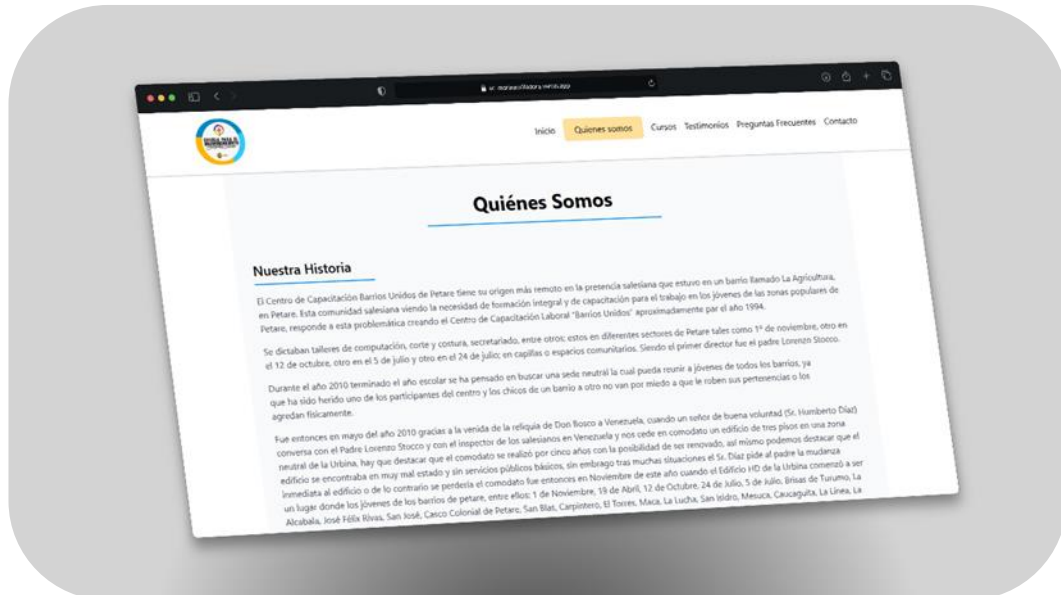 Inicio Quienes somos Cursos Testimonios Preguntas Frecuentes Contacto
Quiénes Somos
Nuestra Historia
El Centro de Capacitación Barrios Unidos de Petare tiene su origen más remoto en la presencia salesiana que estuvo en un barrio llamado La Agricultura,
en Petare. Esta comunidad salesiana viendo la necesidad de formación integral y de capacitación para el trabajo en los jóvenes de las zonas populares de
Petare, responde a esta problemática creando el Centro de Capacitación Laboral "Barrios Unidos" aproximadamente par el año 1994.
Se dictaban talleres de computación, corte y costura, secretariado, entre otros; estos en diferentes sectores de Petare tales como 1º de noviembre, otro en
el 12 de octubre, otro en el 5 de julio y otro en el 24 de julio; en capillas o espacios comunitarios. Siendo el primer director fue el padre Lorenzo Stocco.
Durante el año 2010 terminado el año escolar se ha pensado en buscar una sede neutral la cual pueda reunir a jóvenes de todos los barrios, ya
que ha sido herido uno de los participantes del centro y los chicos de un barrio a otro no van por miedo a que le roben sus pertenencias o los
agredan físicamente.
Fue entonces en mayo del año 2010 gracias a la venida de la reliquia de Don Bosco a Venezuela, cuando un señor de buena voluntad (Sr. Humberto Díaz)
conversa con el Padre Lorenzo Stocco y con el inspector de los salesianos en Venezuela y nos cede en comodato un edificio de tres pisos en una zona
neutral de la Urbina, hay que destacar que el comodato se realizó por cinco años con la posibilidad de ser renovado, así mismo podemos destacar que el
edificio se encontraba en muy mal estado y sin servicios públicos básicos, sin embrago tras muchas situaciones el Sr. Díaz pide al padre la mudanza
inmediata al edificio o de lo contrario se perdería el comodato fue entonces en Noviembre de este año cuando el Edificio HD de la Urbina comenzó a ser
un lugar donde los jóvenes de los barrios de petare, entre ellos: 1 de Noviembre, 19 de Abril, 12 de Octubre, 24 de Julio, 5 de Julio, Brisas de Turumo, La
Alcabala, José Félix Rivas, San José, Casco Colonial de Petare, San Blas, Carpintero, El Torres, Maca, La Lucha, San Isidro, Mesuca, Caucaguita, La Línea, La